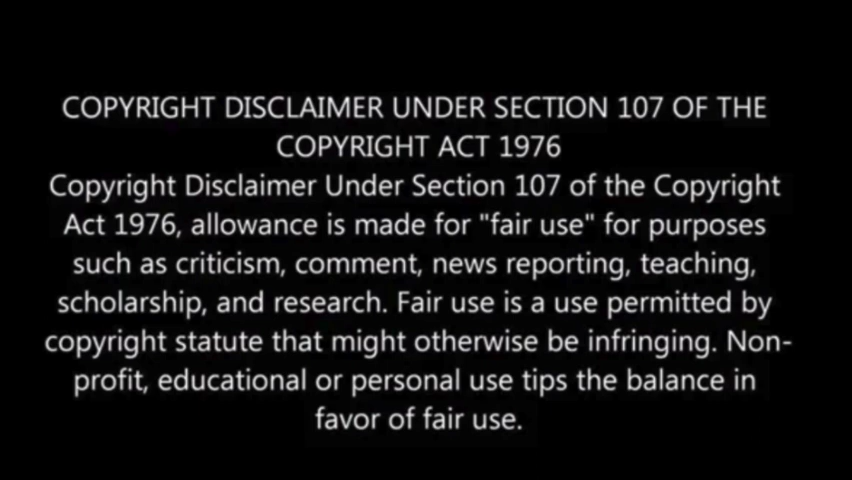 COPYRIGHT DISCLAIMER UNDER SECTION 107 OF THE
COPYRIGHT ACT 1976
Copyright Disclaimer Under Section 107 of the Copyright
Act 1976, allowance is made for "fair use" for purposes
such as criticism, comment, news reporting, teaching,
scholarship, and research. Fair use is a use permitted by
copyright statute that might otherwise be infringing. Non-
profit, educational or personal use tips the balance in
favor of fair use.